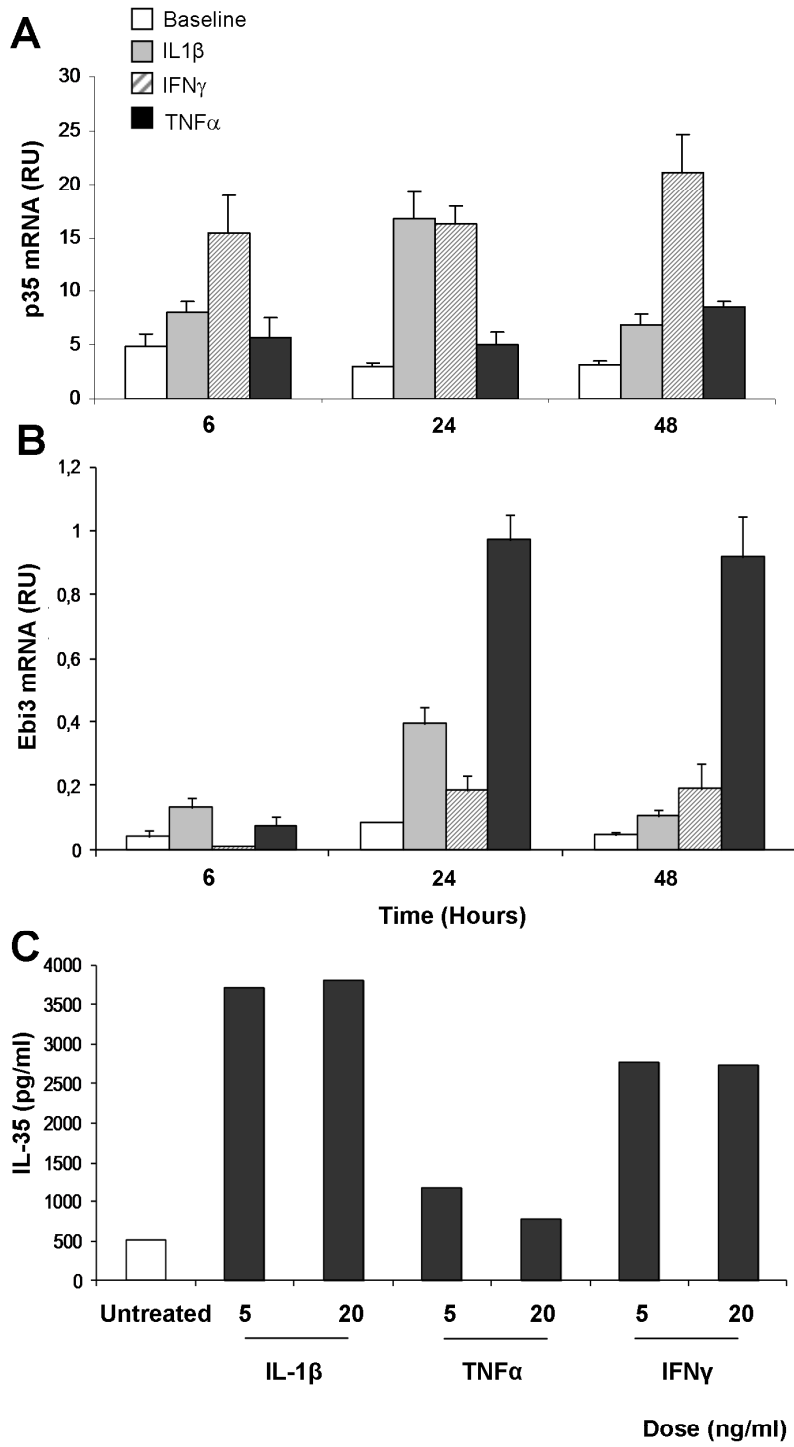 A
Baseline
IL1β
IFNγ
TNFα
p35 mRNA (RU)
30
25
20
15
10
5
0
6 24 48
B
Ebi3 mRNA (RU)
1,2
1
0,8
0,6
0,4
0,2
0
6 24 48
Time (Hours)
C
IL-35 (pg/ml)
4000
3500
3000
2500
2000
1500
1000
500
0
Untreated 5 20 5 20 5 20
IL-1β TNFα IFNγ
Dose (ng/ml)